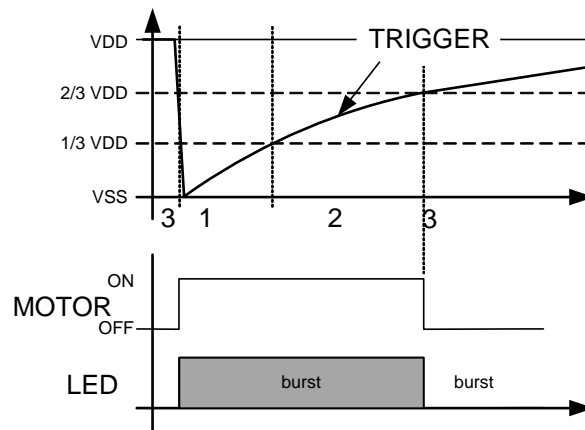 VDD
TRIGGER
2/3 VDD
1/3 VDD
VSS
3 1 2 3
ON
MOTOR
OFF
LED
burst burst